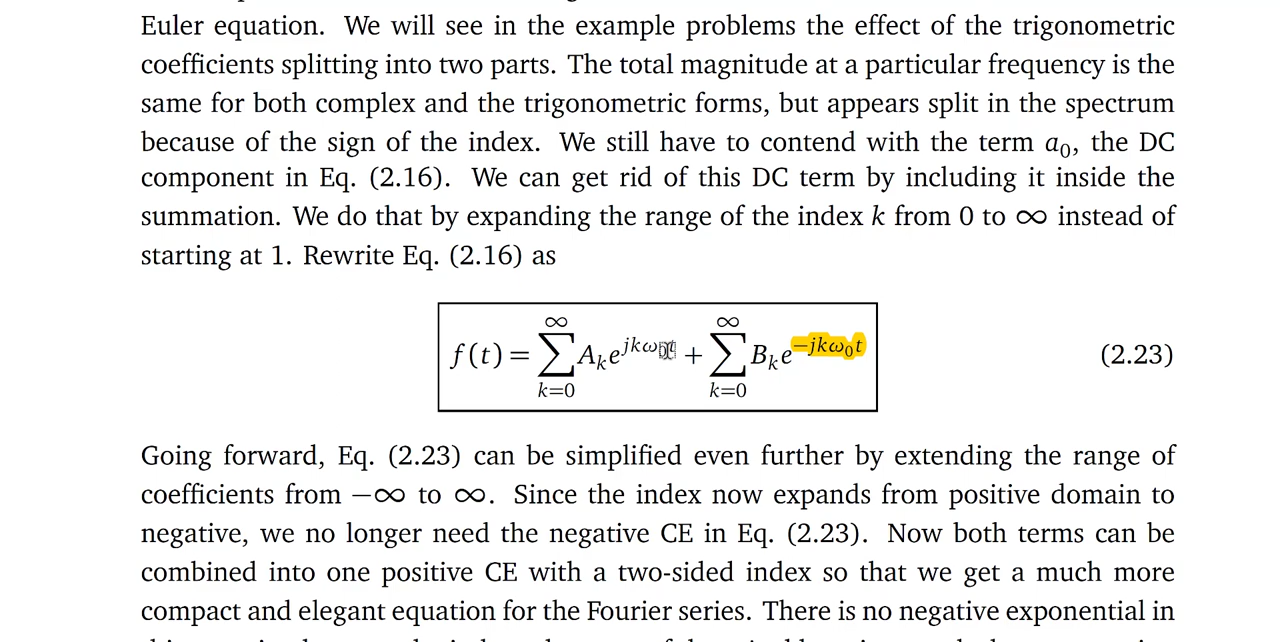 Euler equation. We will see in the example problems the effect of the trigonometric
coefficients splitting into two parts. The total magnitude at a particular frequency is the
same for both complex and the trigonometric forms, but appears split in the spectrum
because of the sign of the index. We still have to contend with the term a₀, the DC
component in Eq. (2.16). We can get rid of this DC term by including it inside the
summation. We do that by expanding the range of the index k from 0 to ∞ instead of
starting at 1. Rewrite Eq. (2.16) as
f(t) = ∑_{k=0}^{∞} A_k e^{jkω₀t} + ∑_{k=0}^{∞} B_k e^{−jkω₀t} (2.23)
Going forward, Eq. (2.23) can be simplified even further by extending the range of
coefficients from −∞ to ∞. Since the index now expands from positive domain to
negative, we no longer need the negative CE in Eq. (2.23). Now both terms can be
combined into one positive CE with a two-sided index so that we get a much more
compact and elegant equation for the Fourier series. There is no negative exponential in